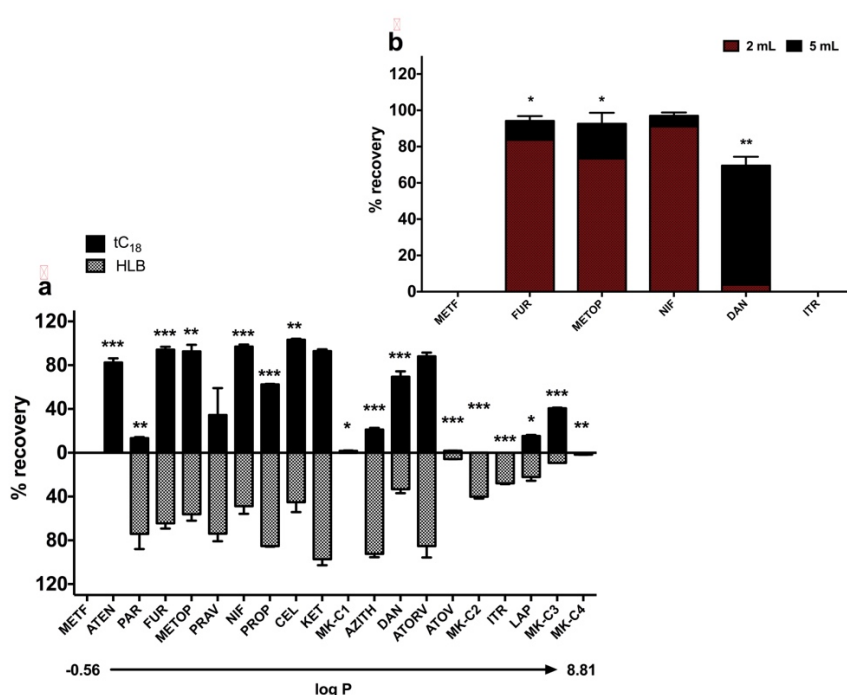 b
2 mL 5 mL
120
100
80
60
40
20
0
% recovery
* * **
METF FUR METOP NIF DAN ITR
tC18
HLB
a
120
80
40
0
40
80
120
% recovery
*** ** *** ** *** *** ** * *** *** *** *** *** * *** **
METF ATEN PAR FUR METOP PRAV NIF PROP CEL KET MK-C1 AZITH DAN ATORV ATOV MK-C2 ITR LAP MK-C3 MK-C4
-0.56 8.81
log P